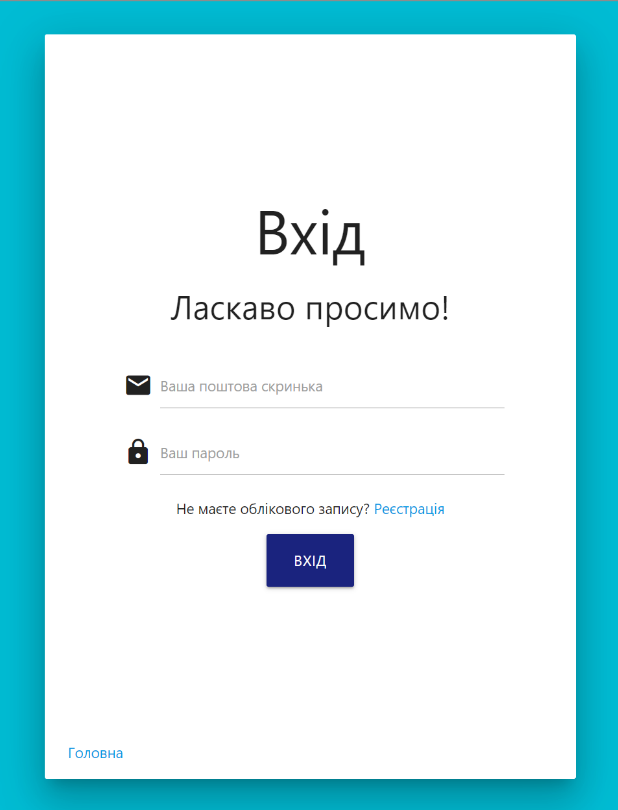 Вхід
Ласкаво просимо!
Ваша поштова скринька
Ваш пароль
Не маєте облікового запису? Реєстрація
ВХІД
Головна